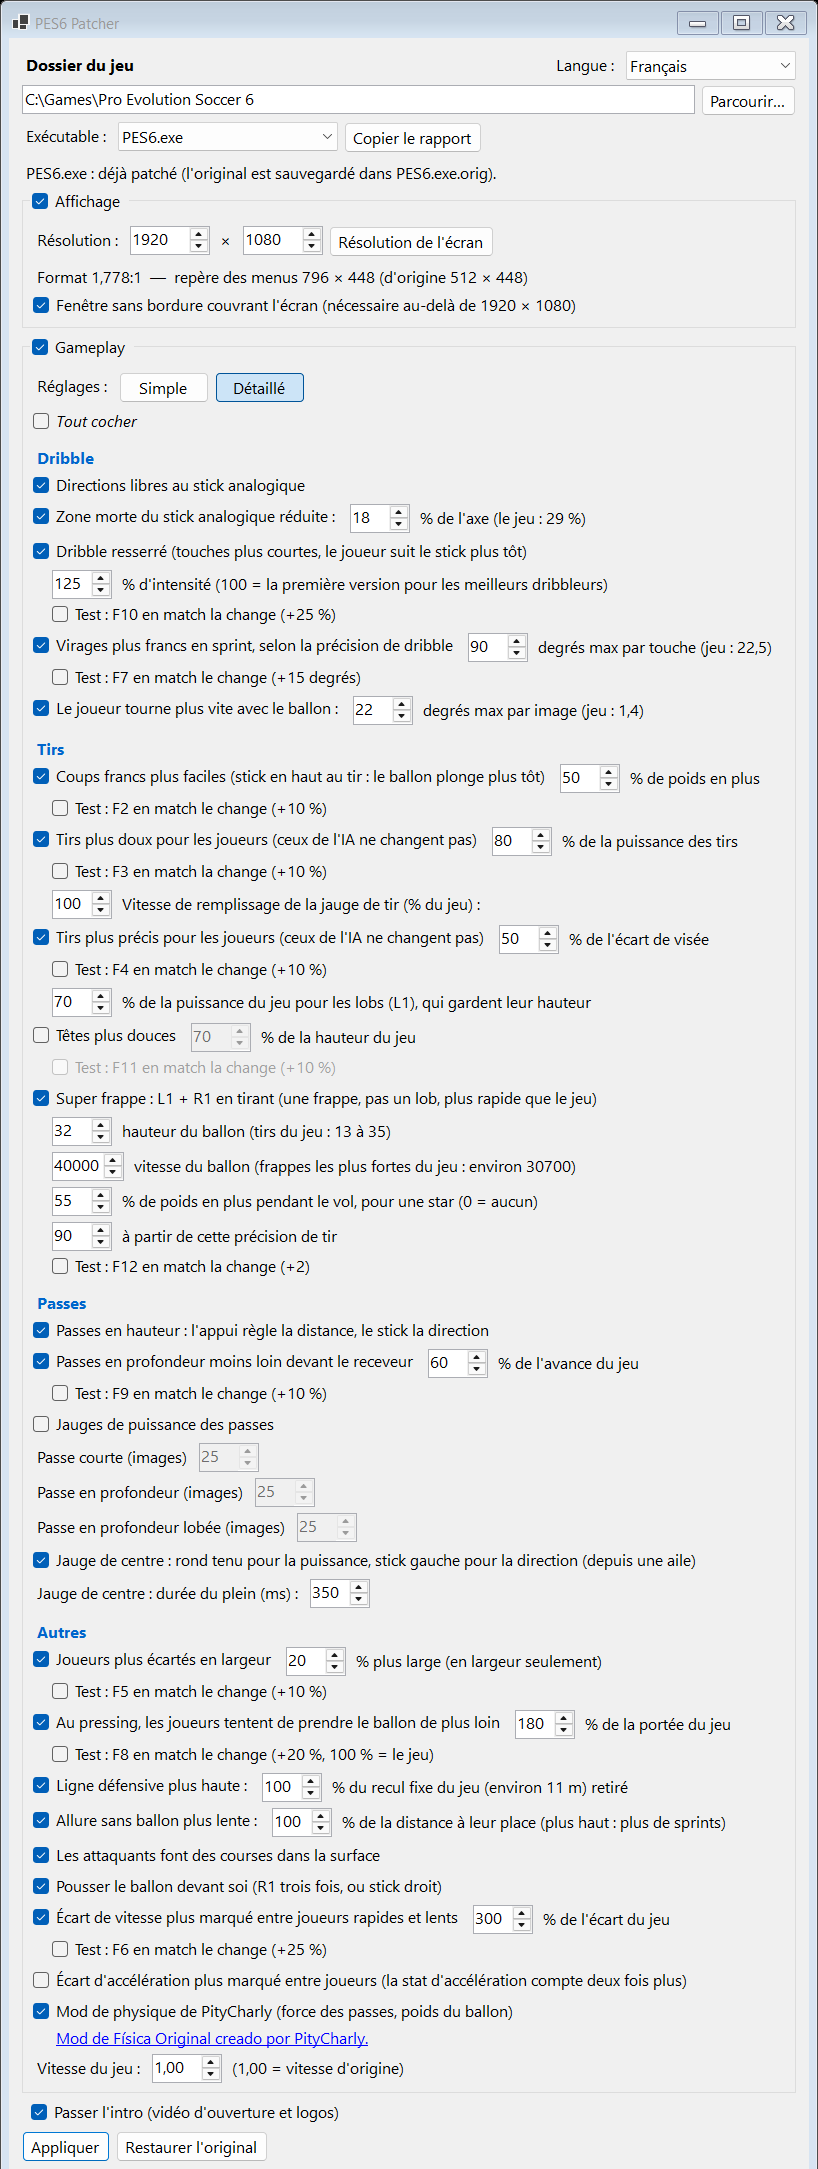 PES6 Patcher
Dossier du jeu
Langue : Français
C:\Games\Pro Evolution Soccer 6 Parcourir...
Exécutable : PES6.exe Copier le rapport
PES6.exe : déjà patché (l'original est sauvegardé dans PES6.exe.orig).
Affichage
Résolution : 1920 × 1080 Résolution de l'écran
Format 1,778:1 — repère des menus 796 × 448 (d'origine 512 × 448)
Fenêtre sans bordure couvrant l'écran (nécessaire au-delà de 1920 × 1080)
Gameplay
Réglages : Simple Détaillé
Tout cocher
Dribble
Directions libres au stick analogique
Zone morte du stick analogique réduite : 18 % de l'axe (le jeu : 29 %)
Dribble resserré (touches plus courtes, le joueur suit le stick plus tôt)
125 % d'intensité (100 = la première version pour les meilleurs dribbleurs)
Test : F10 en match la change (+25 %)
Virages plus francs en sprint, selon la précision de dribble 90 degrés max par touche (jeu : 22,5)
Test : F7 en match le change (+15 degrés)
Le joueur tourne plus vite avec le ballon : 22 degrés max par image (jeu : 1,4)
Tirs
Coups francs plus faciles (stick en haut au tir : le ballon plonge plus tôt) 50 % de poids en plus
Test : F2 en match le change (+10 %)
Tirs plus doux pour les joueurs (ceux de l'IA ne changent pas) 80 % de la puissance des tirs
Test : F3 en match le change (+10 %)
100 Vitesse de remplissage de la jauge de tir (% du jeu) :
Tirs plus précis pour les joueurs (ceux de l'IA ne changent pas) 50 % de l'écart de visée
Test : F4 en match le change (+10 %)
70 % de la puissance du jeu pour les lobs (L1), qui gardent leur hauteur
Têtes plus douces 70 % de la hauteur du jeu
Test : F11 en match la change (+10 %)
Super frappe : L1 + R1 en tirant (une frappe, pas un lob, plus rapide que le jeu)
32 hauteur du ballon (tirs du jeu : 13 à 35)
40000 vitesse du ballon (frappes les plus fortes du jeu : environ 30700)
55 % de poids en plus pendant le vol, pour une star (0 = aucun)
90 à partir de cette précision de tir
Test : F12 en match la change (+2)
Passes
Passes en hauteur : l'appui règle la distance, le stick la direction
Passes en profondeur moins loin devant le receveur 60 % de l'avance du jeu
Test : F9 en match le change (+10 %)
Jauges de puissance des passes
Passe courte (images) 25
Passe en profondeur (images) 25
Passe en profondeur lobée (images) 25
Jauge de centre : rond tenu pour la puissance, stick gauche pour la direction (depuis une aile)
Jauge de centre : durée du plein (ms) : 350
Autres
Joueurs plus écartés en largeur 20 % plus large (en largeur seulement)
Test : F5 en match le change (+10 %)
Au pressing, les joueurs tentent de prendre le ballon de plus loin 180 % de la portée du jeu
Test : F8 en match le change (+20 %, 100 % = le jeu)
Ligne défensive plus haute : 100 % du recul fixe du jeu (environ 11 m) retiré
Allure sans ballon plus lente : 100 % de la distance à leur place (plus haut : plus de sprints)
Les attaquants font des courses dans la surface
Pousser le ballon devant soi (R1 trois fois, ou stick droit)
Écart de vitesse plus marqué entre joueurs rapides et lents 300 % de l'écart du jeu
Test : F6 en match le change (+25 %)
Écart d'accélération plus marqué entre joueurs (la stat d'accélération compte deux fois plus)
Mod de physique de PityCharly (force des passes, poids du ballon)
Mod de Física Original creado por PityCharly.
Vitesse du jeu : 1,00 (1,00 = vitesse d'origine)
Passer l'intro (vidéo d'ouverture et logos)
Appliquer Restaurer l'original